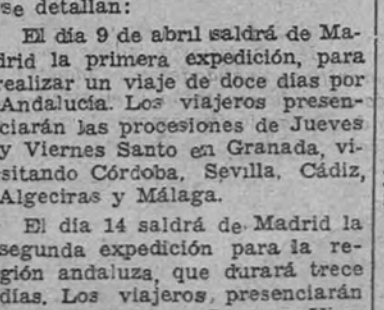 se detallan:
El día 9 de abril saldrá de Ma-
drid la primera expedición, para
realizar un viaje de doce días por
Andalucía. Los viajeros presen-
ciarán las procesiones de Jueves
y Viernes Santo en Granada, vi-
sitando Córdoba, Sevilla, Cádiz,
Algeciras y Málaga.
El día 14 saldrá de Madrid la
segunda expedición para la re-
gión andaluza, que durará trece
días. Los viajeros, presenciarán